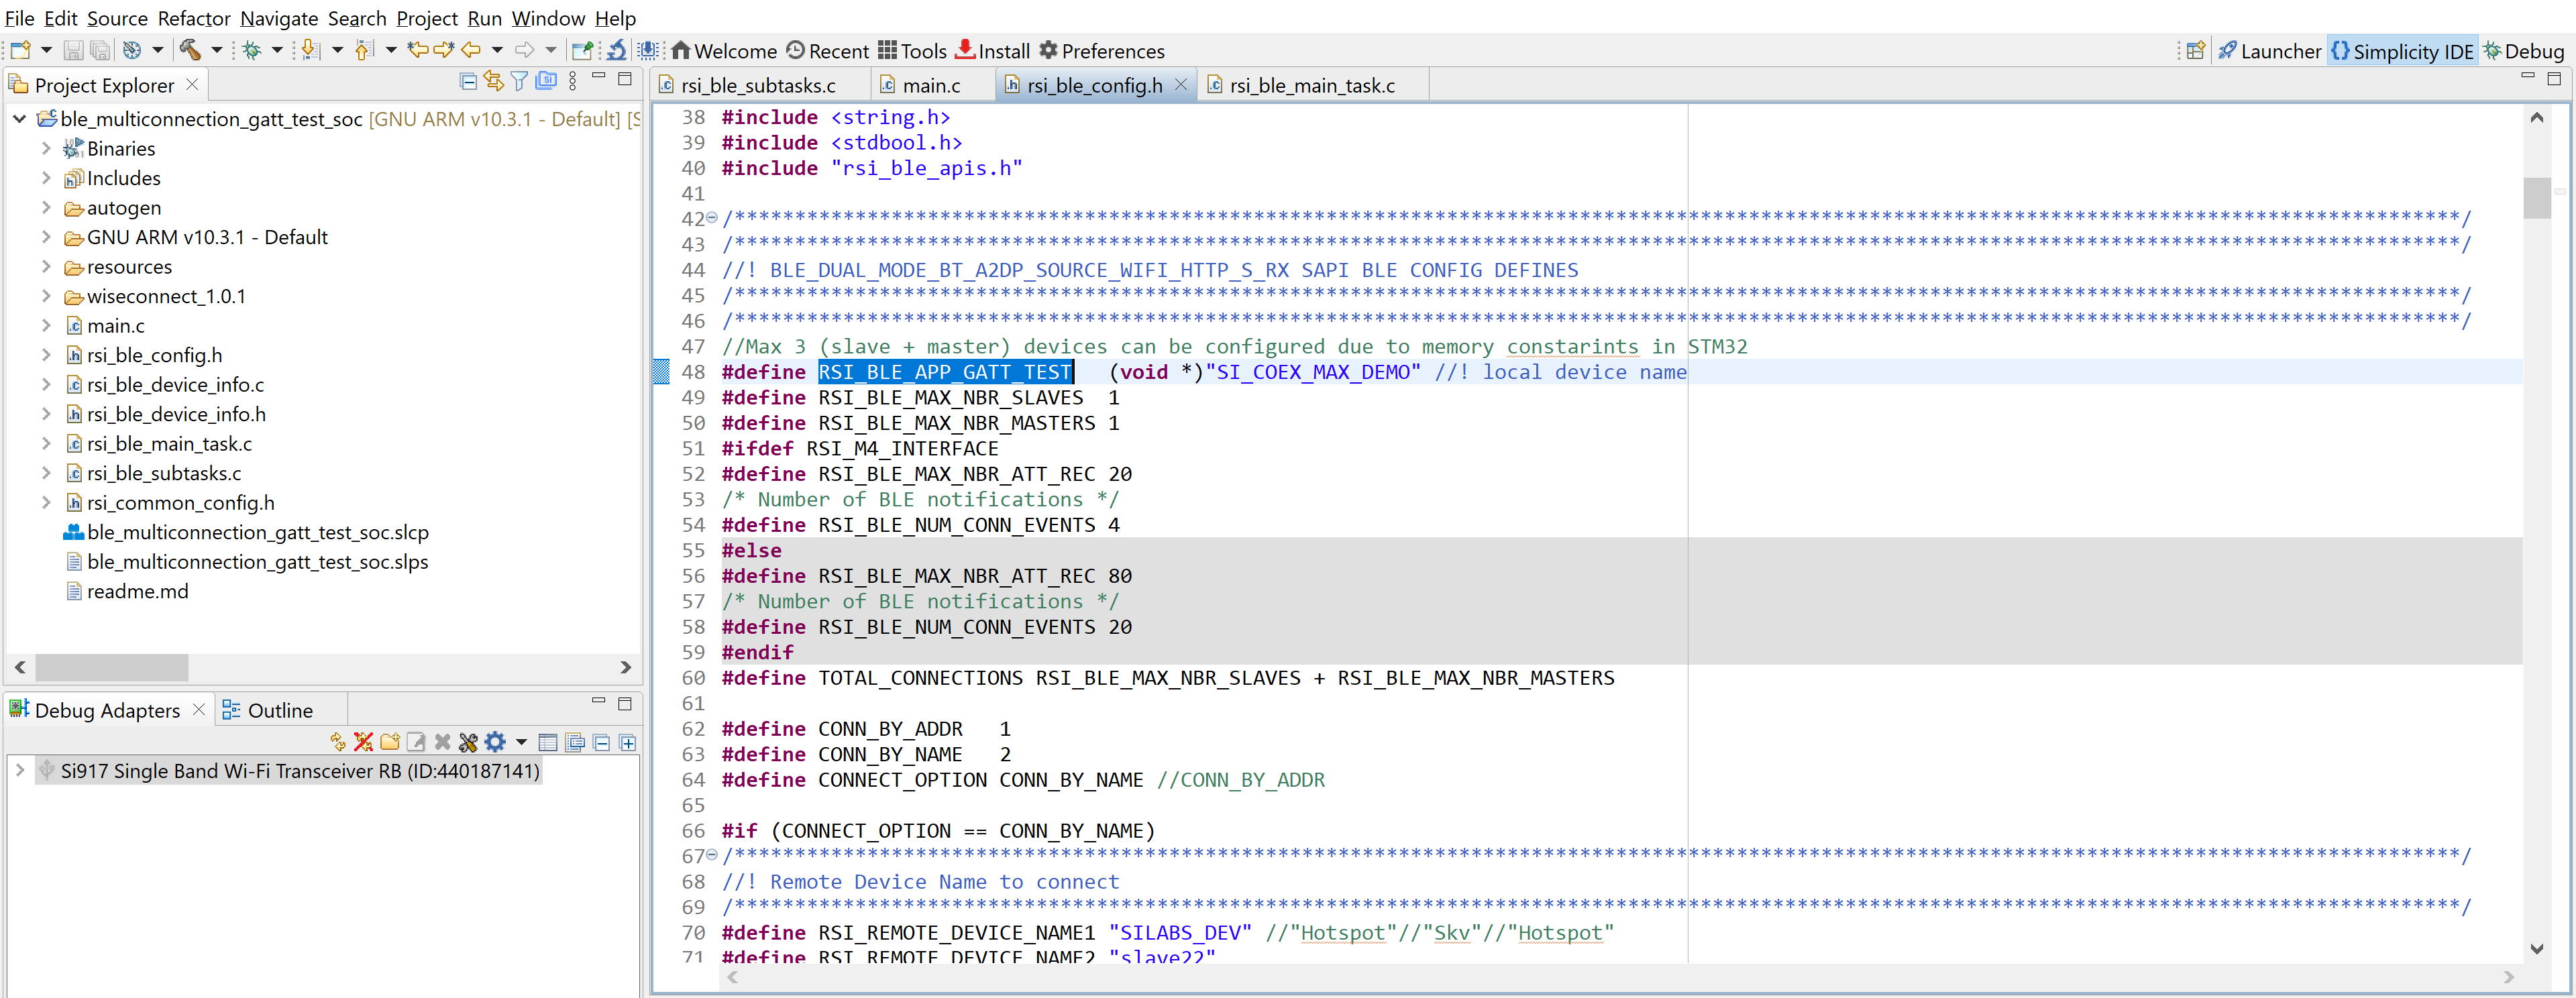 File Edit Source Refactor Navigate Search Project Run Window Help
Welcome Recent Tools Install Preferences Launcher {} Simplicity IDE Debug
Project Explorer
ble_multiconnection_gatt_test_soc [GNU ARM v10.3.1 - Default] [S
Binaries
Includes
autogen
GNU ARM v10.3.1 - Default
resources
wiseconnect_1.0.1
main.c
rsi_ble_config.h
rsi_ble_device_info.c
rsi_ble_device_info.h
rsi_ble_main_task.c
rsi_ble_subtasks.c
rsi_common_config.h
ble_multiconnection_gatt_test_soc.slcp
ble_multiconnection_gatt_test_soc.slps
readme.md
Debug Adapters Outline
Si917 Single Band Wi-Fi Transceiver RB (ID:440187141)
rsi_ble_subtasks.c main.c rsi_ble_config.h rsi_ble_main_task.c
38 #include <string.h>
39 #include <stdbool.h>
40 #include "rsi_ble_apis.h"
41
42 /***********************************************************************************************************************************************/
43 /***********************************************************************************************************************************************/
44 //! BLE_DUAL_MODE_BT_A2DP_SOURCE_WIFI_HTTP_S_RX SAPI BLE CONFIG DEFINES
45 /***********************************************************************************************************************************************/
46 /***********************************************************************************************************************************************/
47 //Max 3 (slave + master) devices can be configured due to memory constarints in STM32
48 #define RSI_BLE_APP_GATT_TEST (void *)"SI_COEX_MAX_DEMO" //! local device name
49 #define RSI_BLE_MAX_NBR_SLAVES 1
50 #define RSI_BLE_MAX_NBR_MASTERS 1
51 #ifdef RSI_M4_INTERFACE
52 #define RSI_BLE_MAX_NBR_ATT_REC 20
53 /* Number of BLE notifications */
54 #define RSI_BLE_NUM_CONN_EVENTS 4
55 #else
56 #define RSI_BLE_MAX_NBR_ATT_REC 80
57 /* Number of BLE notifications */
58 #define RSI_BLE_NUM_CONN_EVENTS 20
59 #endif
60 #define TOTAL_CONNECTIONS RSI_BLE_MAX_NBR_SLAVES + RSI_BLE_MAX_NBR_MASTERS
61
62 #define CONN_BY_ADDR 1
63 #define CONN_BY_NAME 2
64 #define CONNECT_OPTION CONN_BY_NAME //CONN_BY_ADDR
65
66 #if (CONNECT_OPTION == CONN_BY_NAME)
67 /***********************************************************************************************************************************************/
68 //! Remote Device Name to connect
69 /***********************************************************************************************************************************************/
70 #define RSI_REMOTE_DEVICE_NAME1 "SILABS_DEV" //"Hotspot"//"Skv"//"Hotspot"
71 #define RSI_REMOTE_DEVICE_NAME2 "slave22"